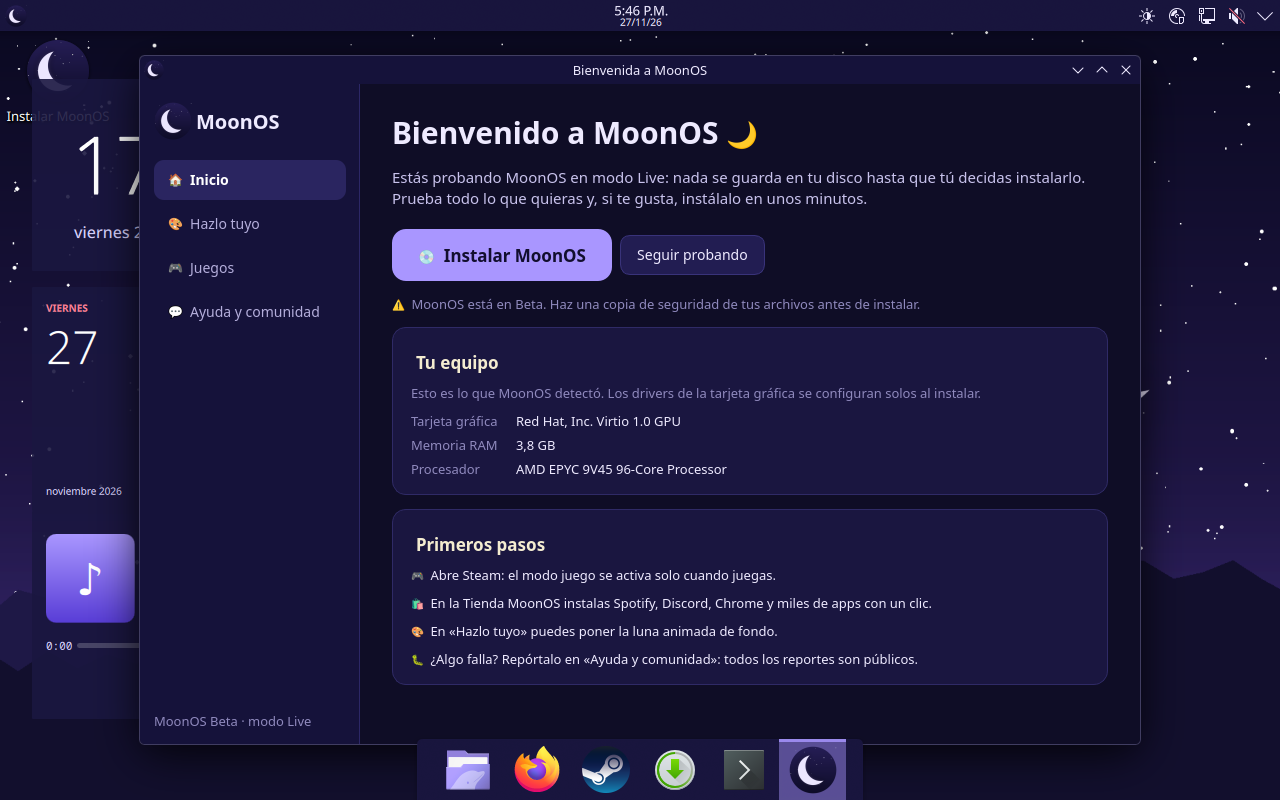 5:46 P.M.
27/11/26
Bienvenida a MoonOS
Instalar MoonOS
17
viernes 2
VIERNES
27
noviembre 2026
0:00
MoonOS
Inicio
Hazlo tuyo
Juegos
Ayuda y comunidad
MoonOS Beta · modo Live
Bienvenido a MoonOS
Estás probando MoonOS en modo Live: nada se guarda en tu disco hasta que tú decidas instalarlo.
Prueba todo lo que quieras y, si te gusta, instálalo en unos minutos.
Instalar MoonOS
Seguir probando
MoonOS está en Beta. Haz una copia de seguridad de tus archivos antes de instalar.
Tu equipo
Esto es lo que MoonOS detectó. Los drivers de la tarjeta gráfica se configuran solos al instalar.
Tarjeta gráfica Red Hat, Inc. Virtio 1.0 GPU
Memoria RAM 3,8 GB
Procesador AMD EPYC 9V45 96-Core Processor
Primeros pasos
Abre Steam: el modo juego se activa solo cuando juegas.
En la Tienda MoonOS instalas Spotify, Discord, Chrome y miles de apps con un clic.
En «Hazlo tuyo» puedes poner la luna animada de fondo.
¿Algo falla? Repórtalo en «Ayuda y comunidad»: todos los reportes son públicos.